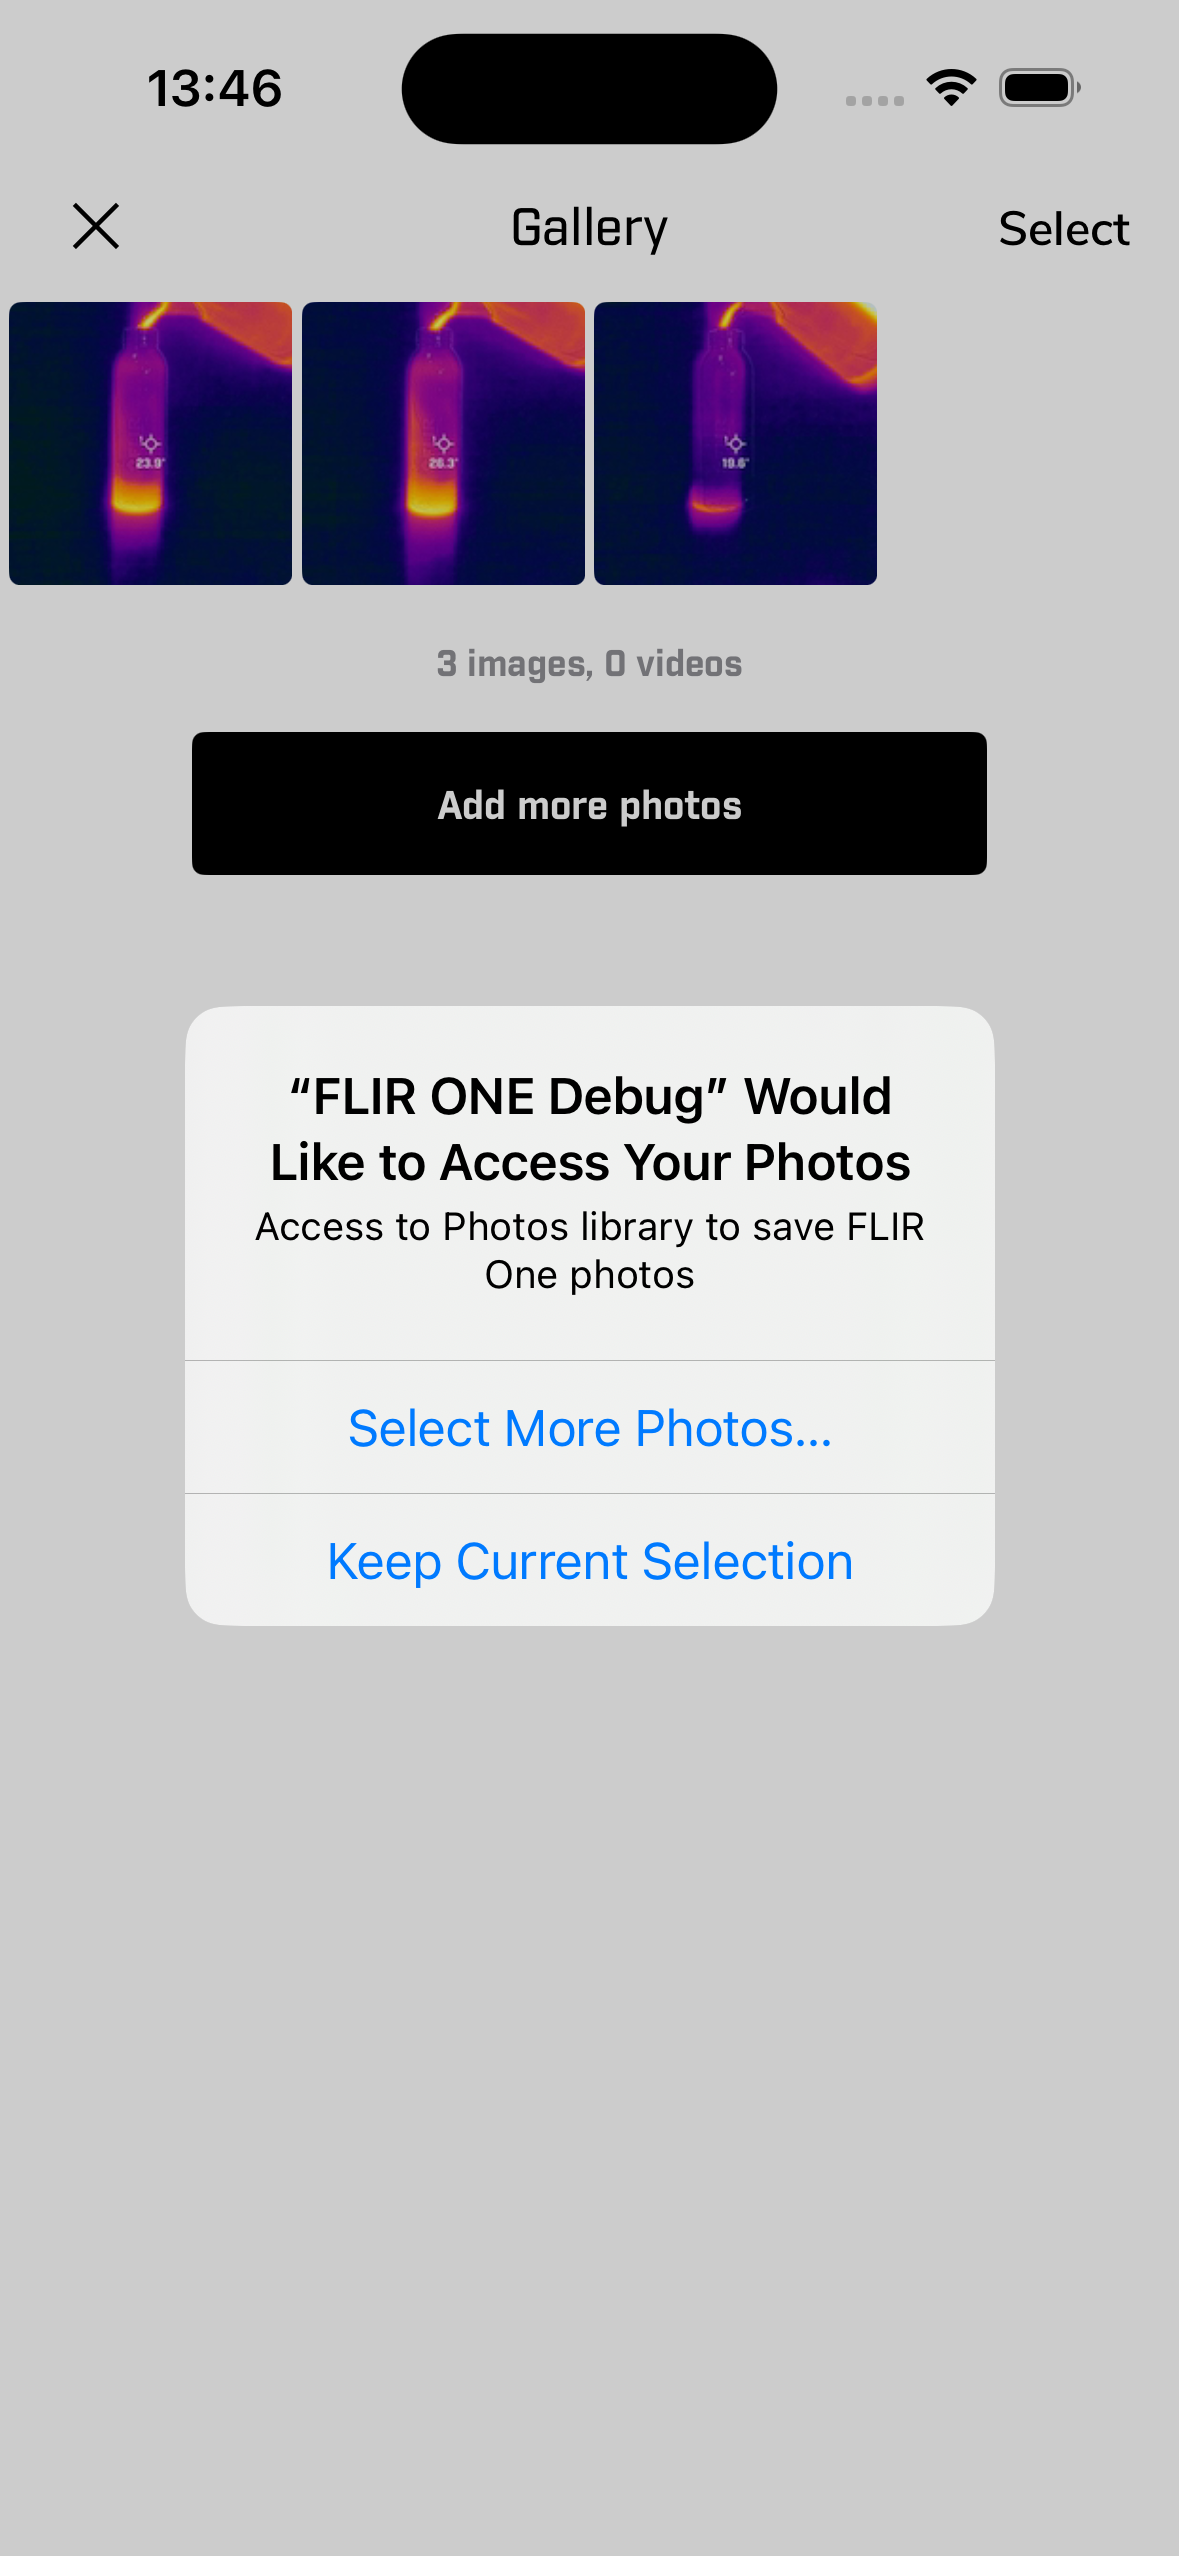 13:46
Gallery
Select
23.9°
26.3°
19.6°
3 images, 0 videos
Add more photos
“FLIR ONE Debug” Would
Like to Access Your Photos
Access to Photos library to save FLIR
One photos
Select More Photos...
Keep Current Selection